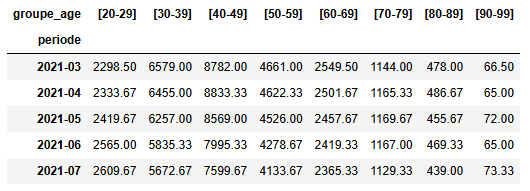 groupe_age [20-29] [30-39] [40-49] [50-59] [60-69] [70-79] [80-89] [90-99]
periode
2021-03 2298.50 6579.00 8782.00 4661.00 2549.50 1144.00 478.00 66.50
2021-04 2333.67 6455.00 8833.33 4622.33 2501.67 1165.33 486.67 65.00
2021-05 2419.67 6257.00 8569.00 4526.00 2457.67 1169.67 455.67 72.00
2021-06 2565.00 5835.33 7995.33 4278.67 2419.33 1167.00 469.33 65.00
2021-07 2609.67 5672.67 7599.67 4133.67 2365.33 1129.33 439.00 73.33